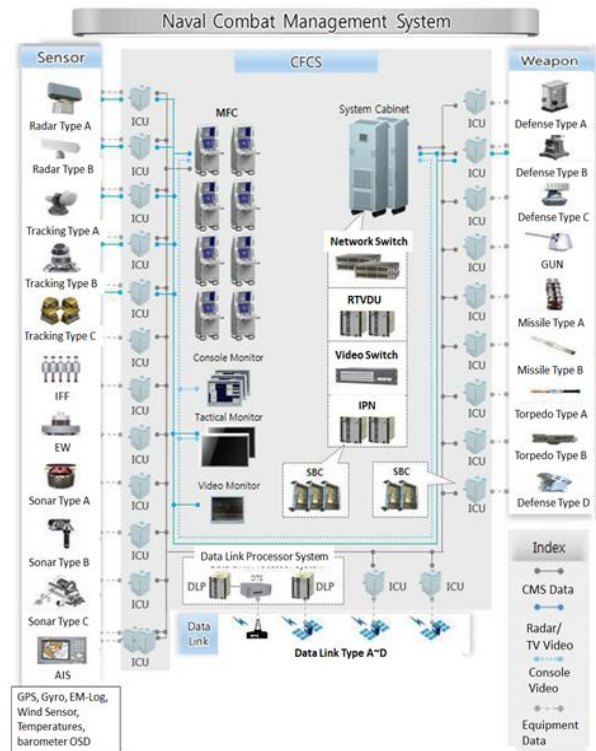 Naval Combat Management System
Sensor
CFCS
Weapon
Radar Type A
Radar Type B
Tracking Type A
Tracking Type B
Tracking Type C
IFF
EW
Sonar Type A
Sonar Type B
Sonar Type C
AIS
GPS, Gyro, EM-Log,
Wind Sensor,
Temperatures,
barometer OSD
ICU
ICU
ICU
ICU
ICU
ICU
ICU
ICU
ICU
ICU
ICU
MFC
Console Monitor
Tactical Monitor
Video Monitor
System Cabinet
Network Switch
RTVDU
Video Switch
IPN
SBC
SBC
Data Link Processor System
DLP
DLP
ICU
ICU
Data
Link
Data Link Type A~D
ICU
ICU
ICU
ICU
ICU
ICU
ICU
ICU
ICU
Defense Type A
Defense Type B
Defense Type C
GUN
Missile Type A
Missile Type B
Torpedo Type A
Torpedo Type B
Defense Type D
Index
CMS Data
Radar/
TV Video
Console
Video
Equipment
Data